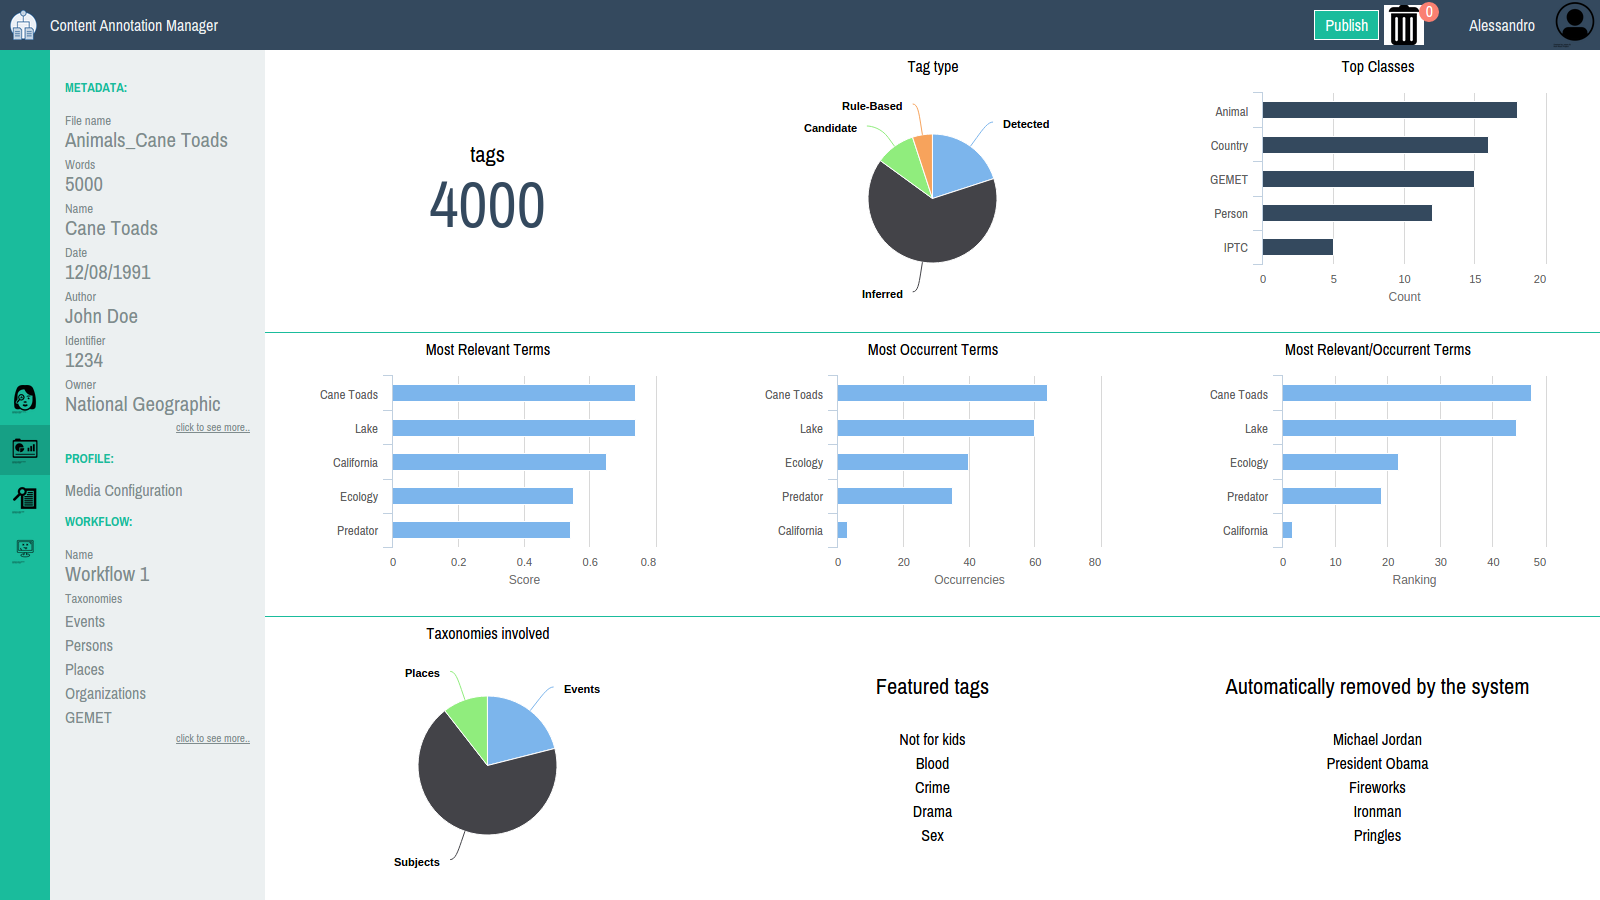 Content Annotation Manager
Publish
0
Alessandro
METADATA:
File name
Animals_Cane Toads
Words
5000
Name
Cane Toads
Date
12/08/1991
Author
John Doe
Identifier
1234
Owner
National Geographic
click to see more..
PROFILE:
Media Configuration
WORKFLOW:
Name
Workflow 1
Taxonomies
Events
Persons
Places
Organizations
GEMET
click to see more..
tags
4000
Tag type
Rule-Based
Candidate
Detected
Inferred
Top Classes
Animal
Country
GEMET
Person
IPTC
0 5 10 15 20
Count
Most Relevant Terms
Cane Toads
Lake
California
Ecology
Predator
0 0.2 0.4 0.6 0.8
Score
Most Occurrent Terms
Cane Toads
Lake
Ecology
Predator
California
0 20 40 60 80
Occurrencies
Most Relevant/Occurrent Terms
Cane Toads
Lake
Ecology
Predator
California
0 10 20 30 40 50
Ranking
Taxonomies involved
Places
Events
Subjects
Featured tags
Not for kids
Blood
Crime
Drama
Sex
Automatically removed by the system
Michael Jordan
President Obama
Fireworks
Ironman
Pringles